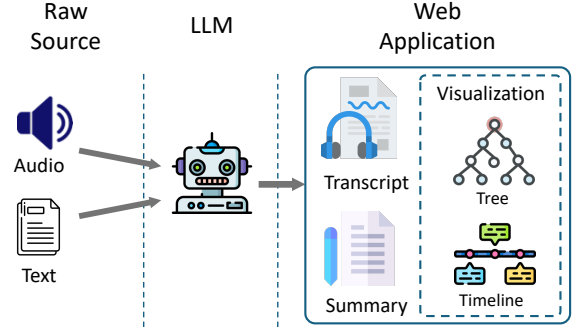 Raw
Source
LLM
Web
Application
Audio
Text
Transcript
Summary
Visualization
Tree
Timeline